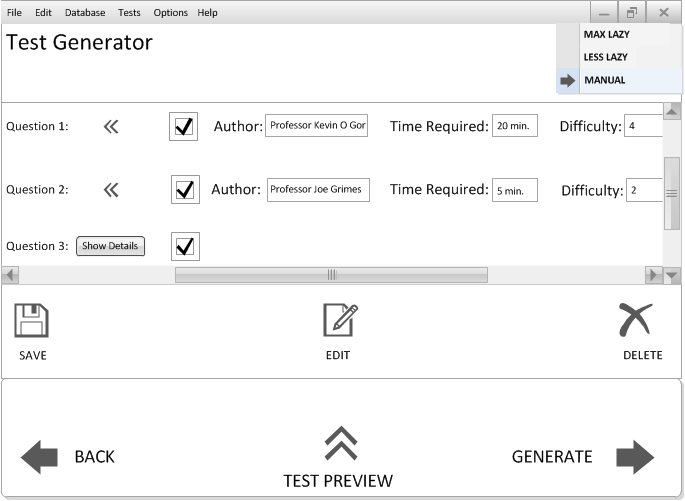 File Edit Database Tests Options Help
Test Generator
MAX LAZY
LESS LAZY
MANUAL
Question 1: Author: Professor Kevin O Gor Time Required: 20 min. Difficulty: 4
Question 2: Author: Professor Joe Grimes Time Required: 5 min. Difficulty: 2
Question 3: Show Details
SAVE EDIT DELETE
BACK TEST PREVIEW GENERATE